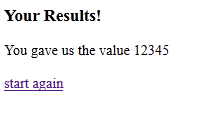 Your Results!
You gave us the value 12345
start again